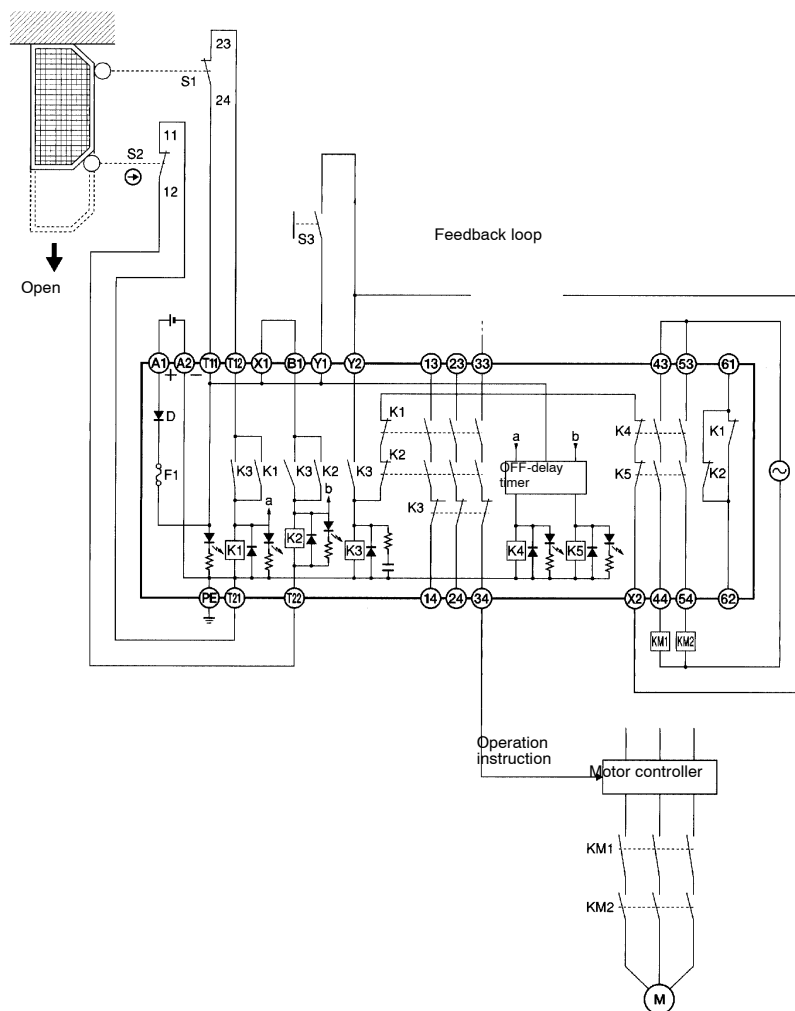 23
S1
24
11
S2
12
S3
Feedback loop
Open
A1 A2 T11 T12 X1 B1 Y1 Y2 13 23 33 43 53 61
+ −
D
F1
K3 K1 K3 K2 K3
a
b
K1
K2
K3
a b
OFF-delay
timer
K4
K5
K1
K2
K1 K2 K3 K4 K5
PE T21 T22 14 24 34 X2 44 54 62
KM1 KM2
Operation
instruction
Motor controller
KM1
KM2
M